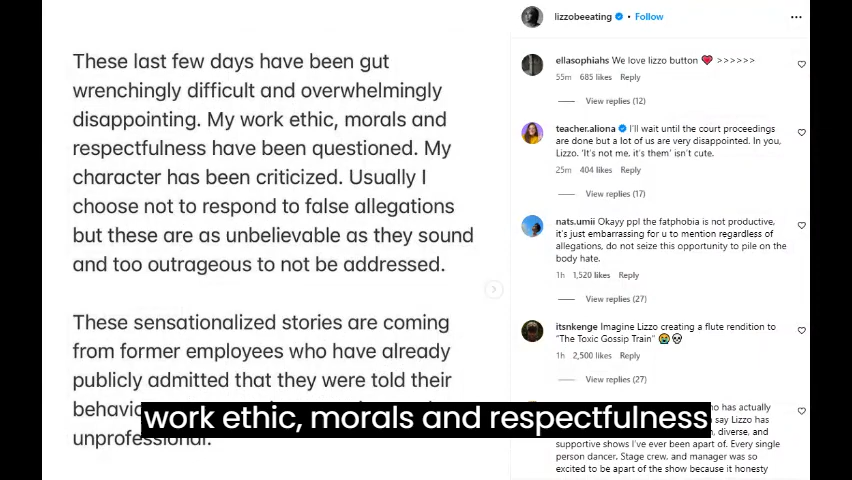 These last few days have been gut
wrenchingly difficult and overwhelmingly
disappointing. My work ethic, morals and
respectfulness have been questioned. My
character has been criticized. Usually I
choose not to respond to false allegations
but these are as unbelievable as they sound
and too outrageous to not be addressed.
These sensationalized stories are coming
from former employees who have already
publicly admitted that they were told their
unprofessional.
work ethic, morals and respectfulness
lizzobeeating • Follow
ellasophiahs We love lizzo button ❤️ >>>>>>
55m 685 likes Reply
View replies (12)
teacher.aliona I'll wait until the court proceedings
are done but a lot of us are very disappointed. In you,
Lizzo. 'It's not me, it's them' isn't cute.
25m 404 likes Reply
View replies (17)
nats.umii Okayy ppl the fatphobia is not productive,
it's just embarrassing for u to mention regardless of
allegations, do not seize this opportunity to pile on the
body hate.
1h 1,520 likes Reply
View replies (27)
itsnkenge Imagine Lizzo creating a flute rendition to
"The Toxic Gossip Train" 😭💀
1h 2,500 likes Reply
View replies (27)
has actually
say Lizzo has
diverse, and
supportive shows I've ever been apart of. Every single
person dancer, Stage crew, and manager was so
excited to be apart of the show because it honesty